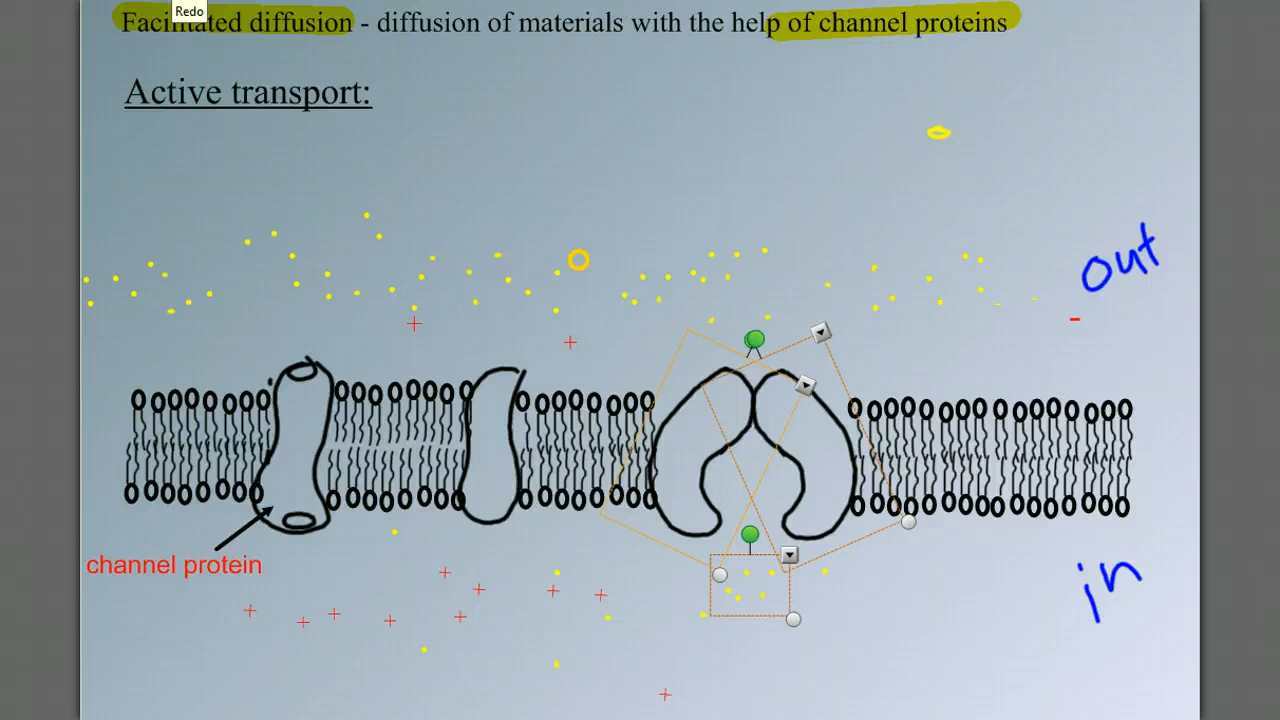 Redo
Facilitated diffusion - diffusion of materials with the help of channel proteins
Active transport:
out
channel protein
in